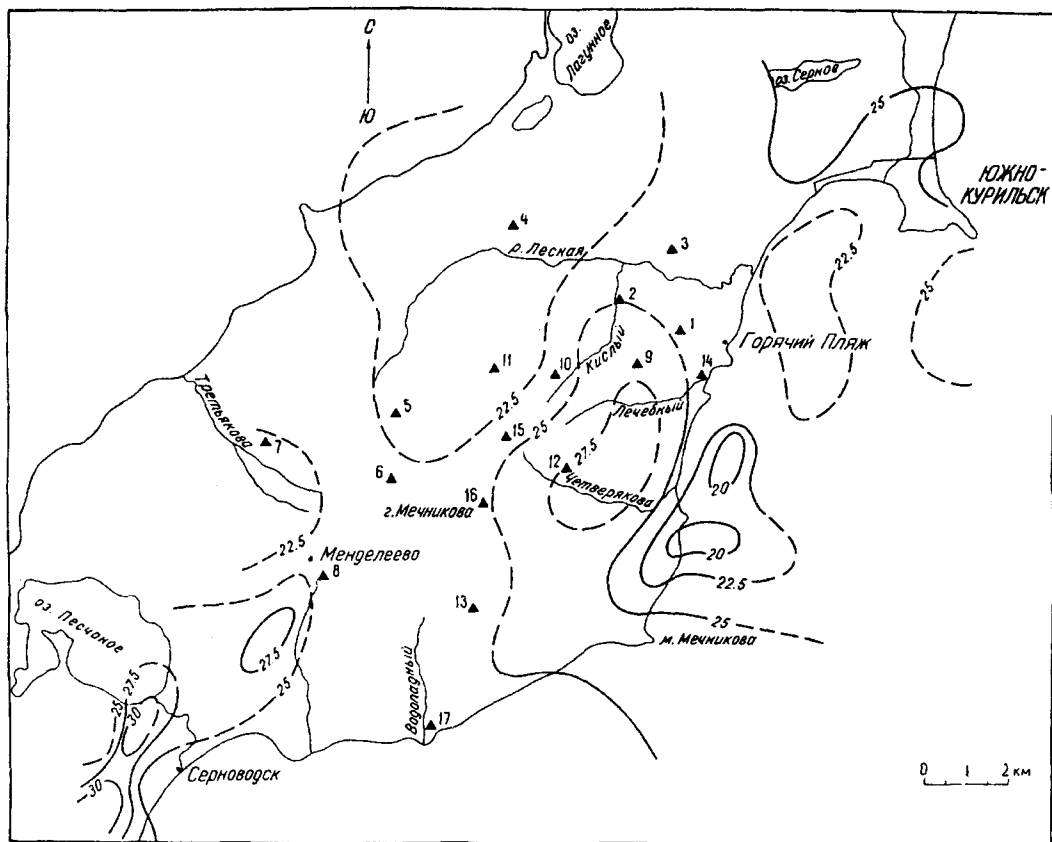 С
Ю
оз. Лагунное
оз. Серное
25
ЮЖНО-
КУРИЛЬСК
22.5
25
4
р. Лесная
3
2
1
Кислый
Горячий Пляж
9
10
11
14
22.5
Лечебный
5
15
25
Третьякова
7
12
27.5
6
Четверякова
16
г. Мечникова
20
20
22.5
25
м. Мечникова
22.5
Менделеево
8
13
оз. Песчаное
27.5
25
Водопадный
17
27.5
25
30
30
Серноводск
0 1 2 км